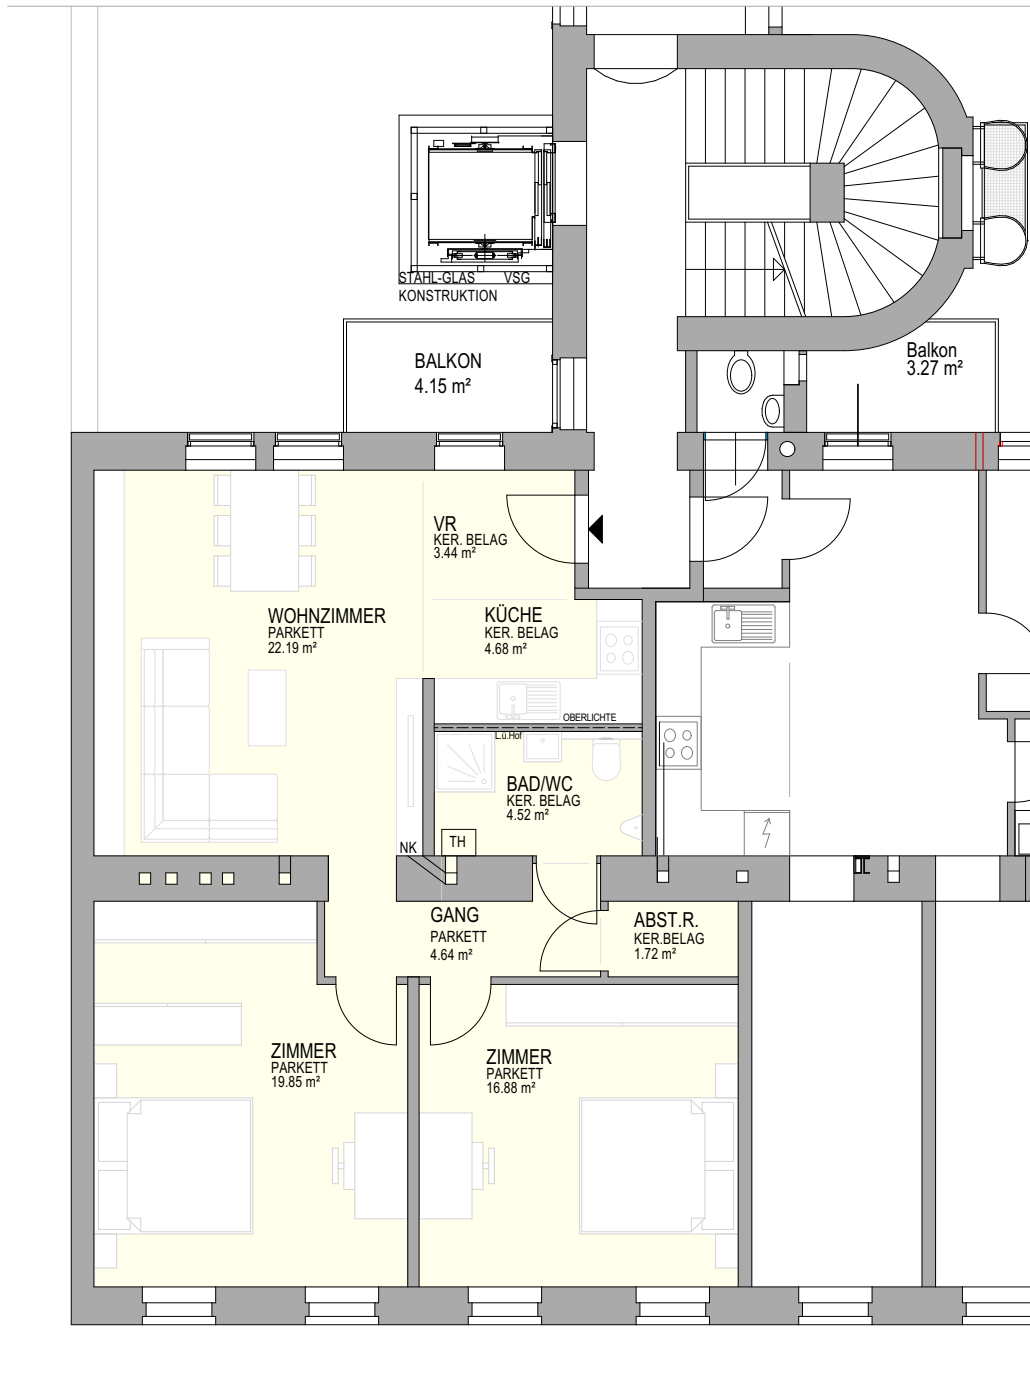 STAHL-GLAS VSG
KONSTRUKTION
BALKON
4.15 m²
Balkon
3.27 m²
VR
KER. BELAG
3.44 m²
WOHNZIMMER
PARKETT
22.19 m²
KÜCHE
KER. BELAG
4.68 m²
OBERLICHTE
L.ü.Hof
BAD/WC
KER. BELAG
4.52 m²
NK
TH
GANG
PARKETT
4.64 m²
ABST.R.
KER.BELAG
1.72 m²
ZIMMER
PARKETT
19.85 m²
ZIMMER
PARKETT
16.88 m²